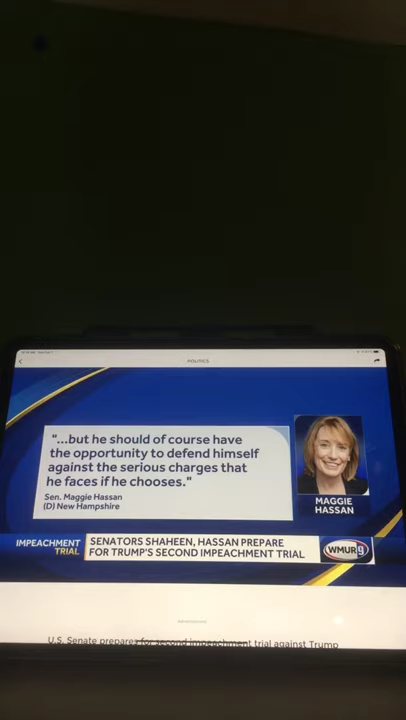 POLITICS
"...but he should of course have
the opportunity to defend himself
against the serious charges that
he faces if he chooses."
Sen. Maggie Hassan
(D) New Hampshire
MAGGIE
HASSAN
IMPEACHMENT
TRIAL
SENATORS SHAHEEN, HASSAN PREPARE
FOR TRUMP'S SECOND IMPEACHMENT TRIAL
WMUR 9
Advertisement
U.S. Senate prepares for second impeachment trial against Trump